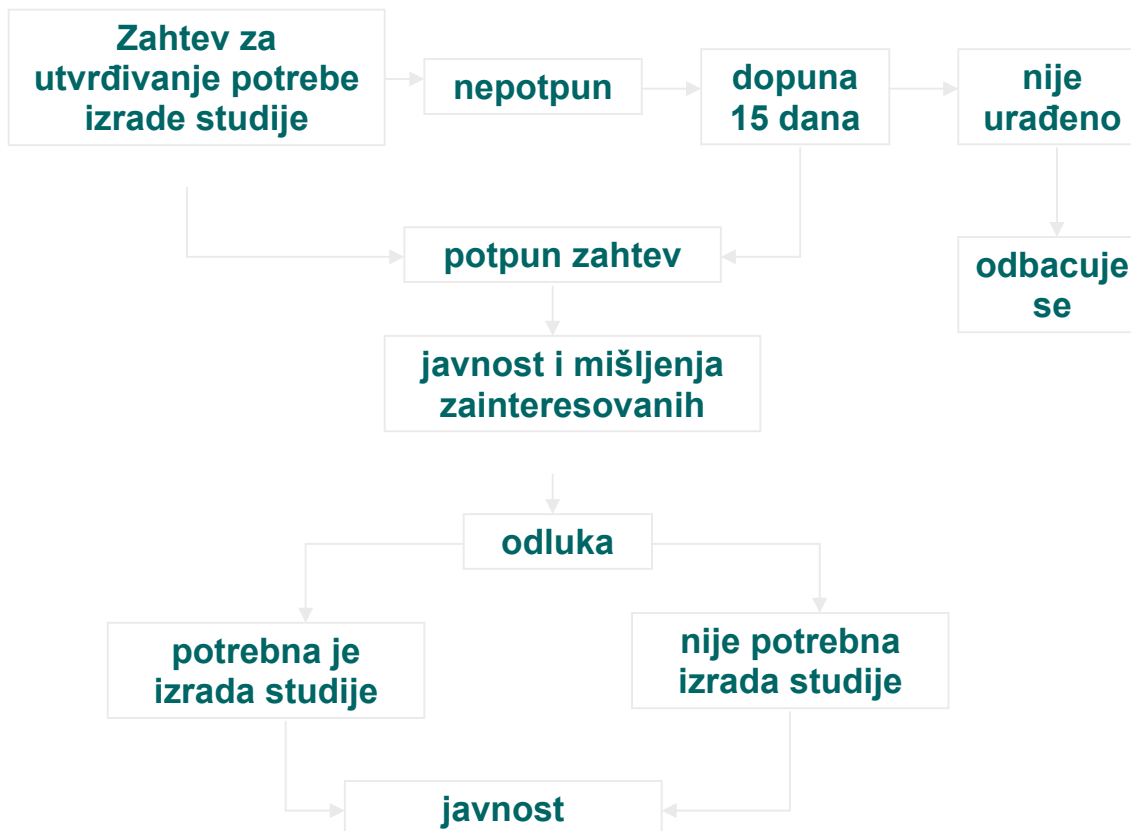 Zahtev za
utvrđivanje potrebe
izrade studije
nepotpun
dopuna
15 dana
nije
urađeno
potpun zahtev
odbacuje
se
javnost i mišljenja
zainteresovanih
odluka
potrebna je
izrada studije
nije potrebna
izrada studije
javnost